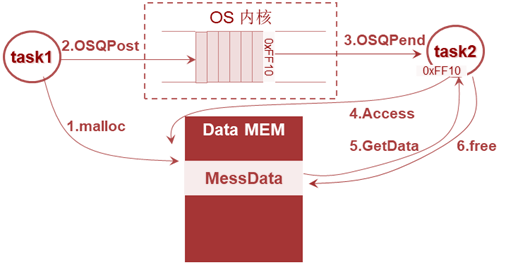 OS 内核
task1
2.OSQPost
0xFF10
3.OSQPend
task2
0xFF10
1.malloc
4.Access
Data MEM
5.GetData
6.free
MessData